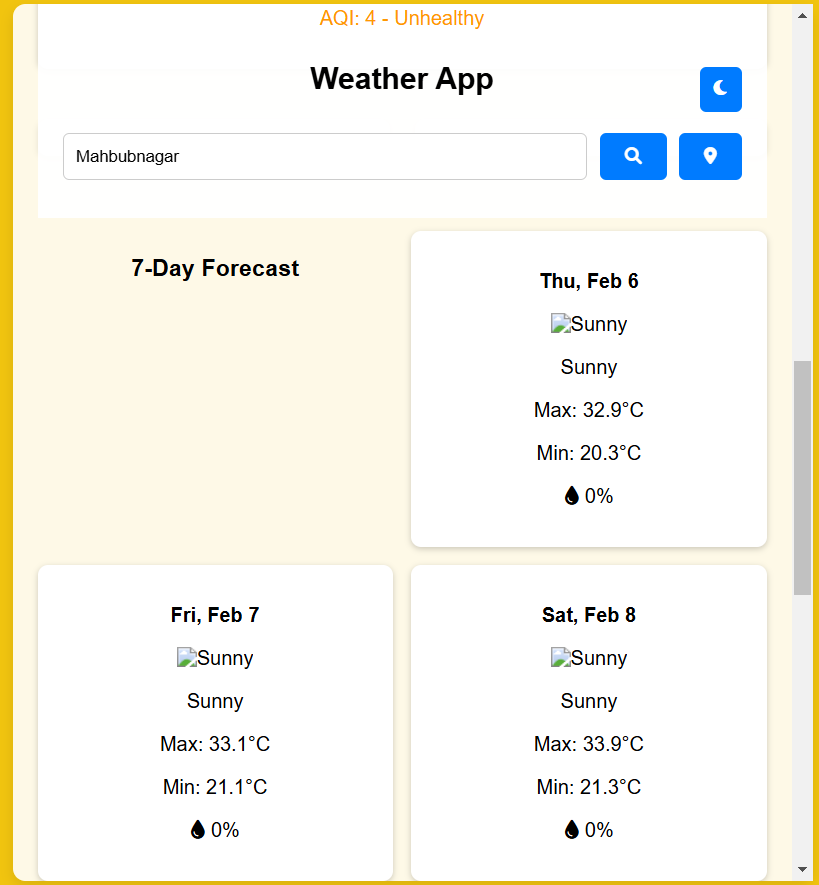 AQI: 4 - Unhealthy
Weather App
Mahbubnagar
7-Day Forecast
Thu, Feb 6
Sunny
Sunny
Max: 32.9°C
Min: 20.3°C
0%
Fri, Feb 7
Sunny
Sunny
Max: 33.1°C
Min: 21.1°C
0%
Sat, Feb 8
Sunny
Sunny
Max: 33.9°C
Min: 21.3°C
0%